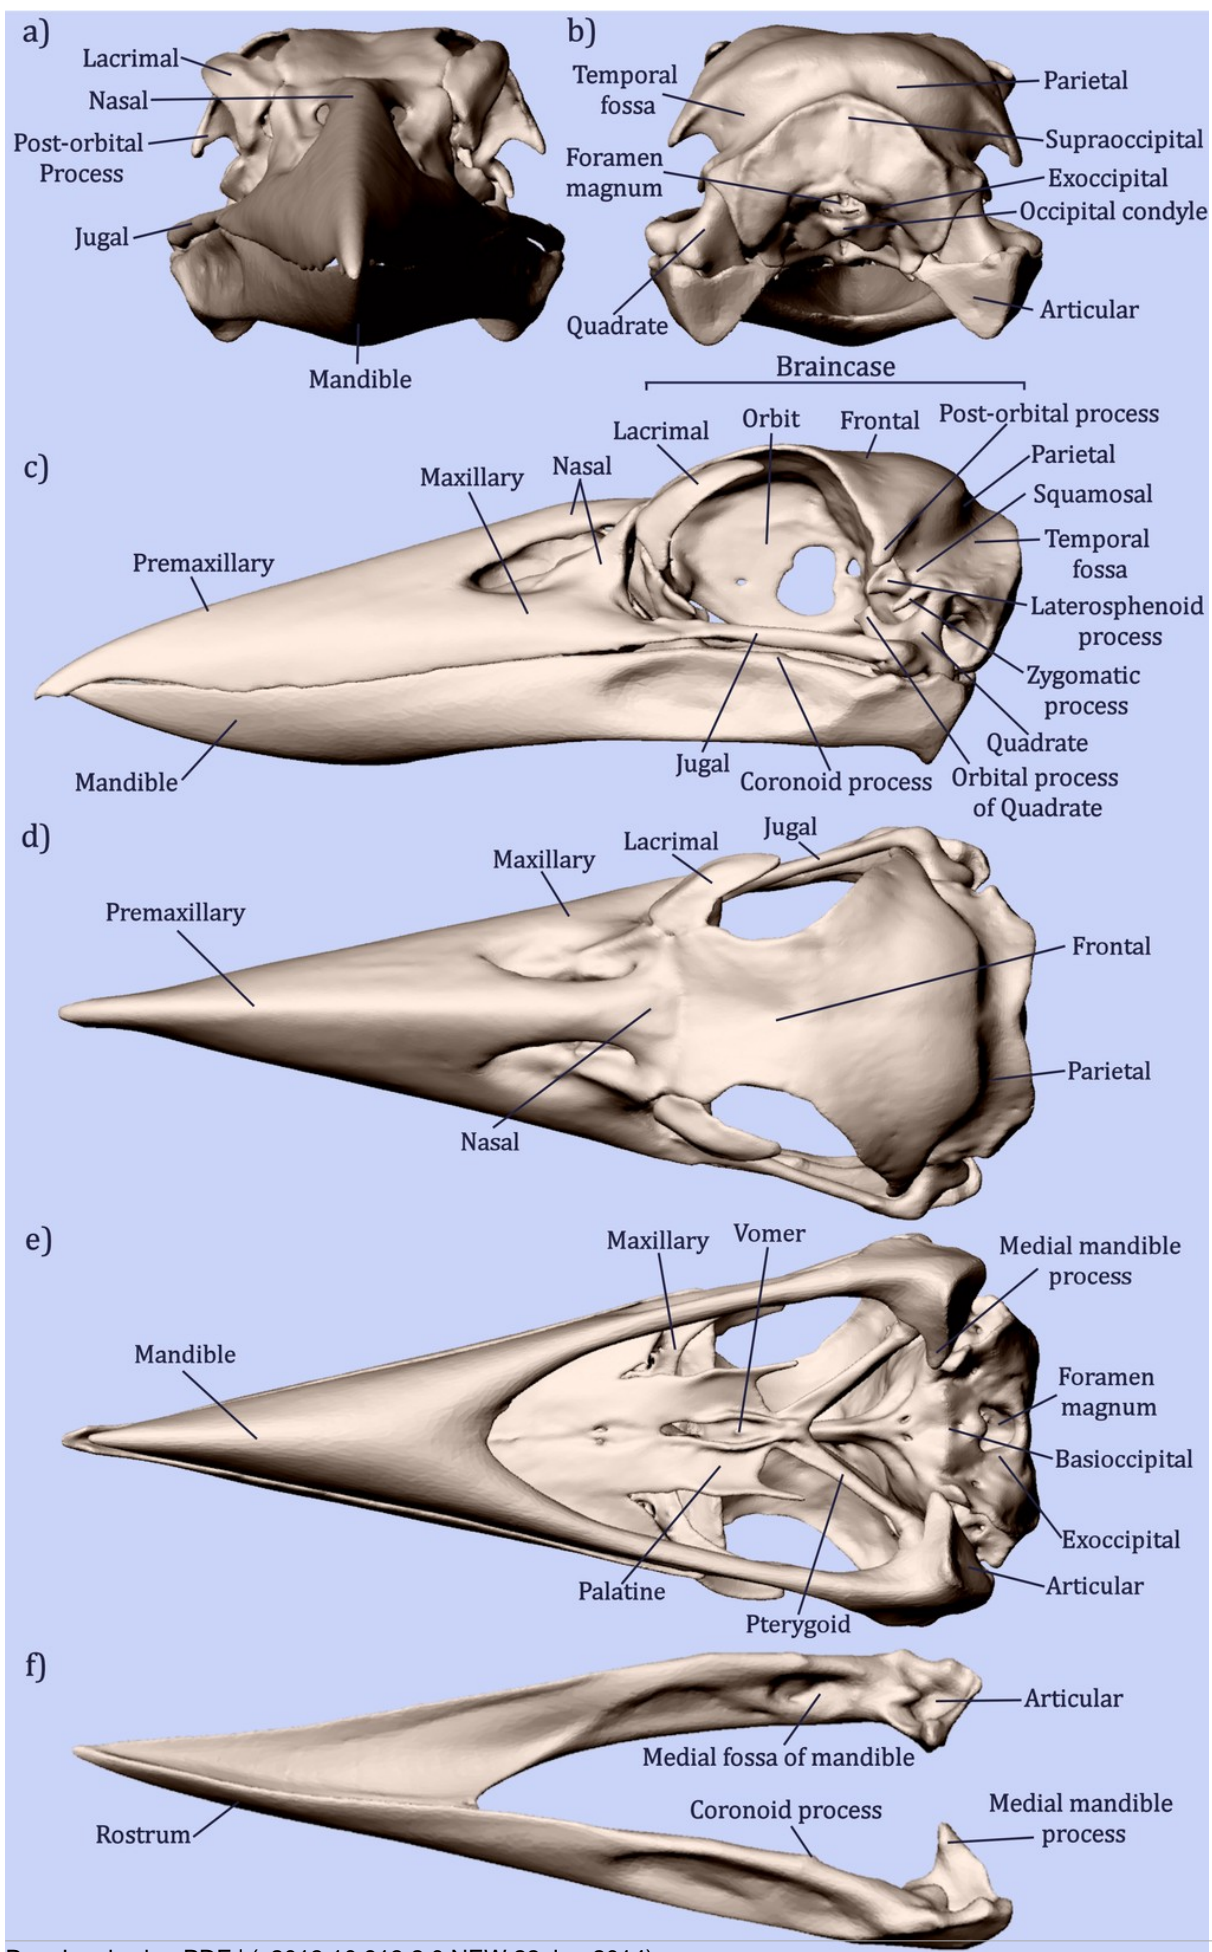 a)
Lacrimal
Nasal
Post-orbital
Process
Jugal
Mandible
b)
Temporal
fossa
Foramen
magnum
Quadrate
Parietal
Supraoccipital
Exoccipital
Occipital condyle
Articular
Braincase
c)
Premaxillary
Maxillary
Nasal
Lacrimal
Orbit
Frontal
Post-orbital process
Parietal
Squamosal
Temporal
fossa
Laterosphenoid
process
Zygomatic
process
Quadrate
Orbital process
of Quadrate
Coronoid process
Jugal
Mandible
d)
Premaxillary
Maxillary
Lacrimal
Jugal
Frontal
Parietal
Nasal
e)
Mandible
Maxillary
Vomer
Medial mandible
process
Foramen
magnum
Basioccipital
Exoccipital
Articular
Pterygoid
Palatine
f)
Articular
Medial fossa of mandible
Coronoid process
Medial mandible
process
Rostrum